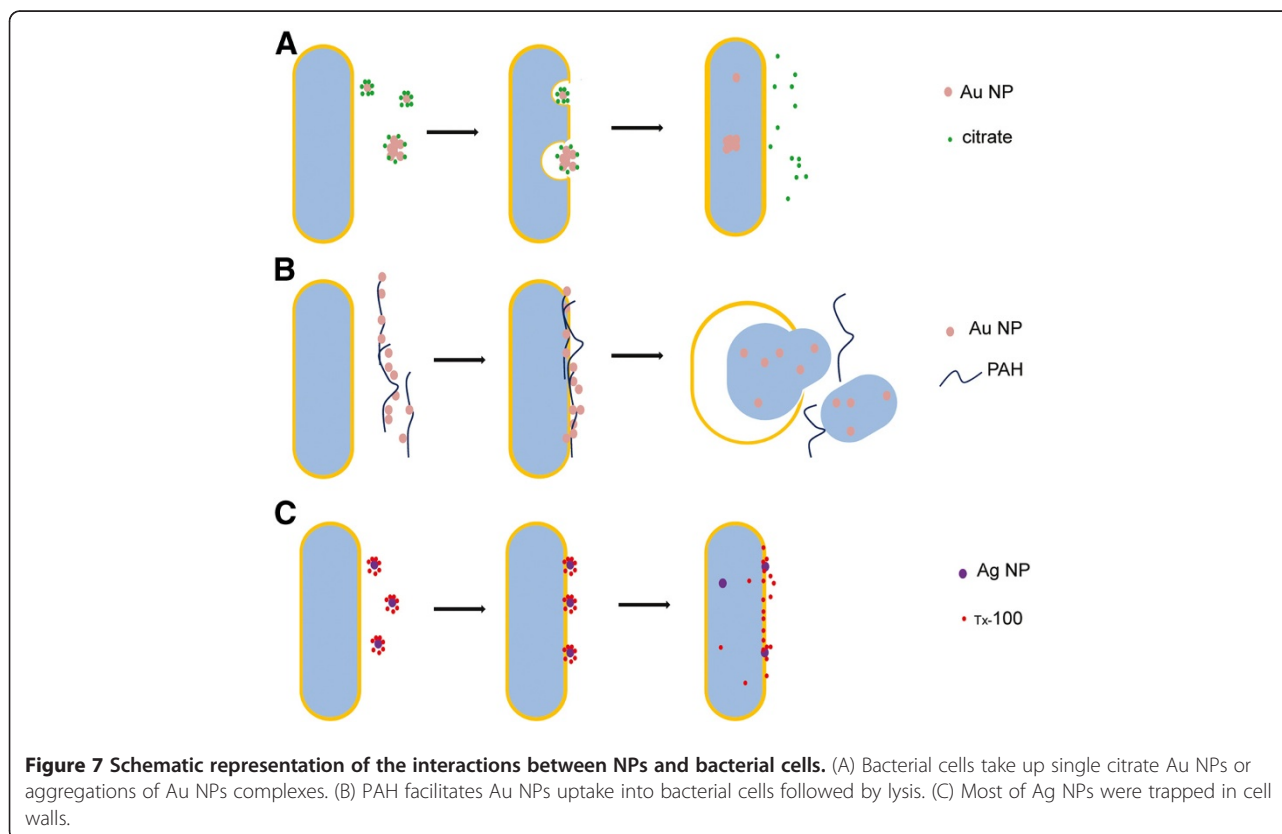 A
Au NP
citrate
B
Au NP
PAH
C
Ag NP
Tx-100
Figure 7 Schematic representation of the interactions between NPs and bacterial cells. (A) Bacterial cells take up single citrate Au NPs or
aggregations of Au NPs complexes. (B) PAH facilitates Au NPs uptake into bacterial cells followed by lysis. (C) Most of Ag NPs were trapped in cell
walls.